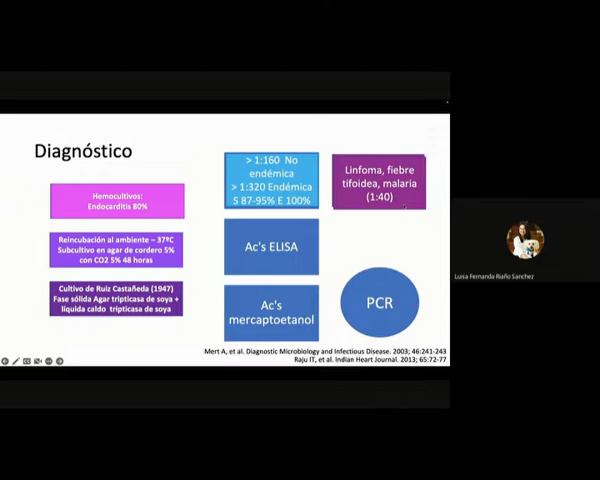 Diagnóstico
Hemocultivos:
Endocarditis 80%
Reincubación al ambiente – 37ºC
Subcultivo en agar de cordero 5%
con CO2 5% 48 horas
Cultivo de Ruiz Castañeda (1947)
Fase sólida Agar tripticasa de soya +
líquida caldo tripticasa de soya
> 1:160 No
endémica
> 1:320 Endémica
S 87-95% E 100%
Ac's ELISA
Ac's
mercaptoetanol
Linfoma, fiebre
tifoidea, malaria
(1:40)
PCR
Mert A, et al. Diagnostic Microbiology and Infectious Disease. 2003; 46:241-243
Raju IT, et al. Indian Heart Journal. 2013; 65:72-77
Luisa Fernanda Riaño Sanchez